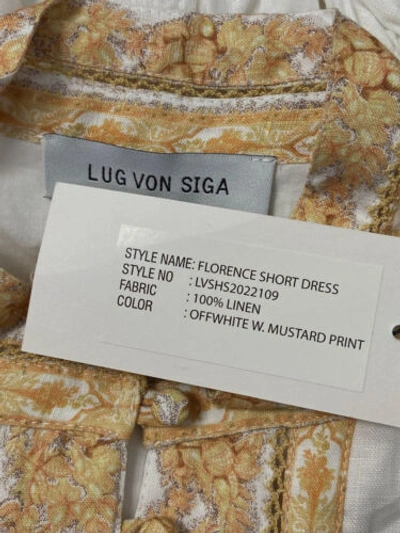 LUG VON SIGA
STYLE NAME: FLORENCE SHORT DRESS
STYLE NO : LVSHS2022109
FABRIC : 100% LINEN
COLOR : OFFWHITE W. MUSTARD PRINT